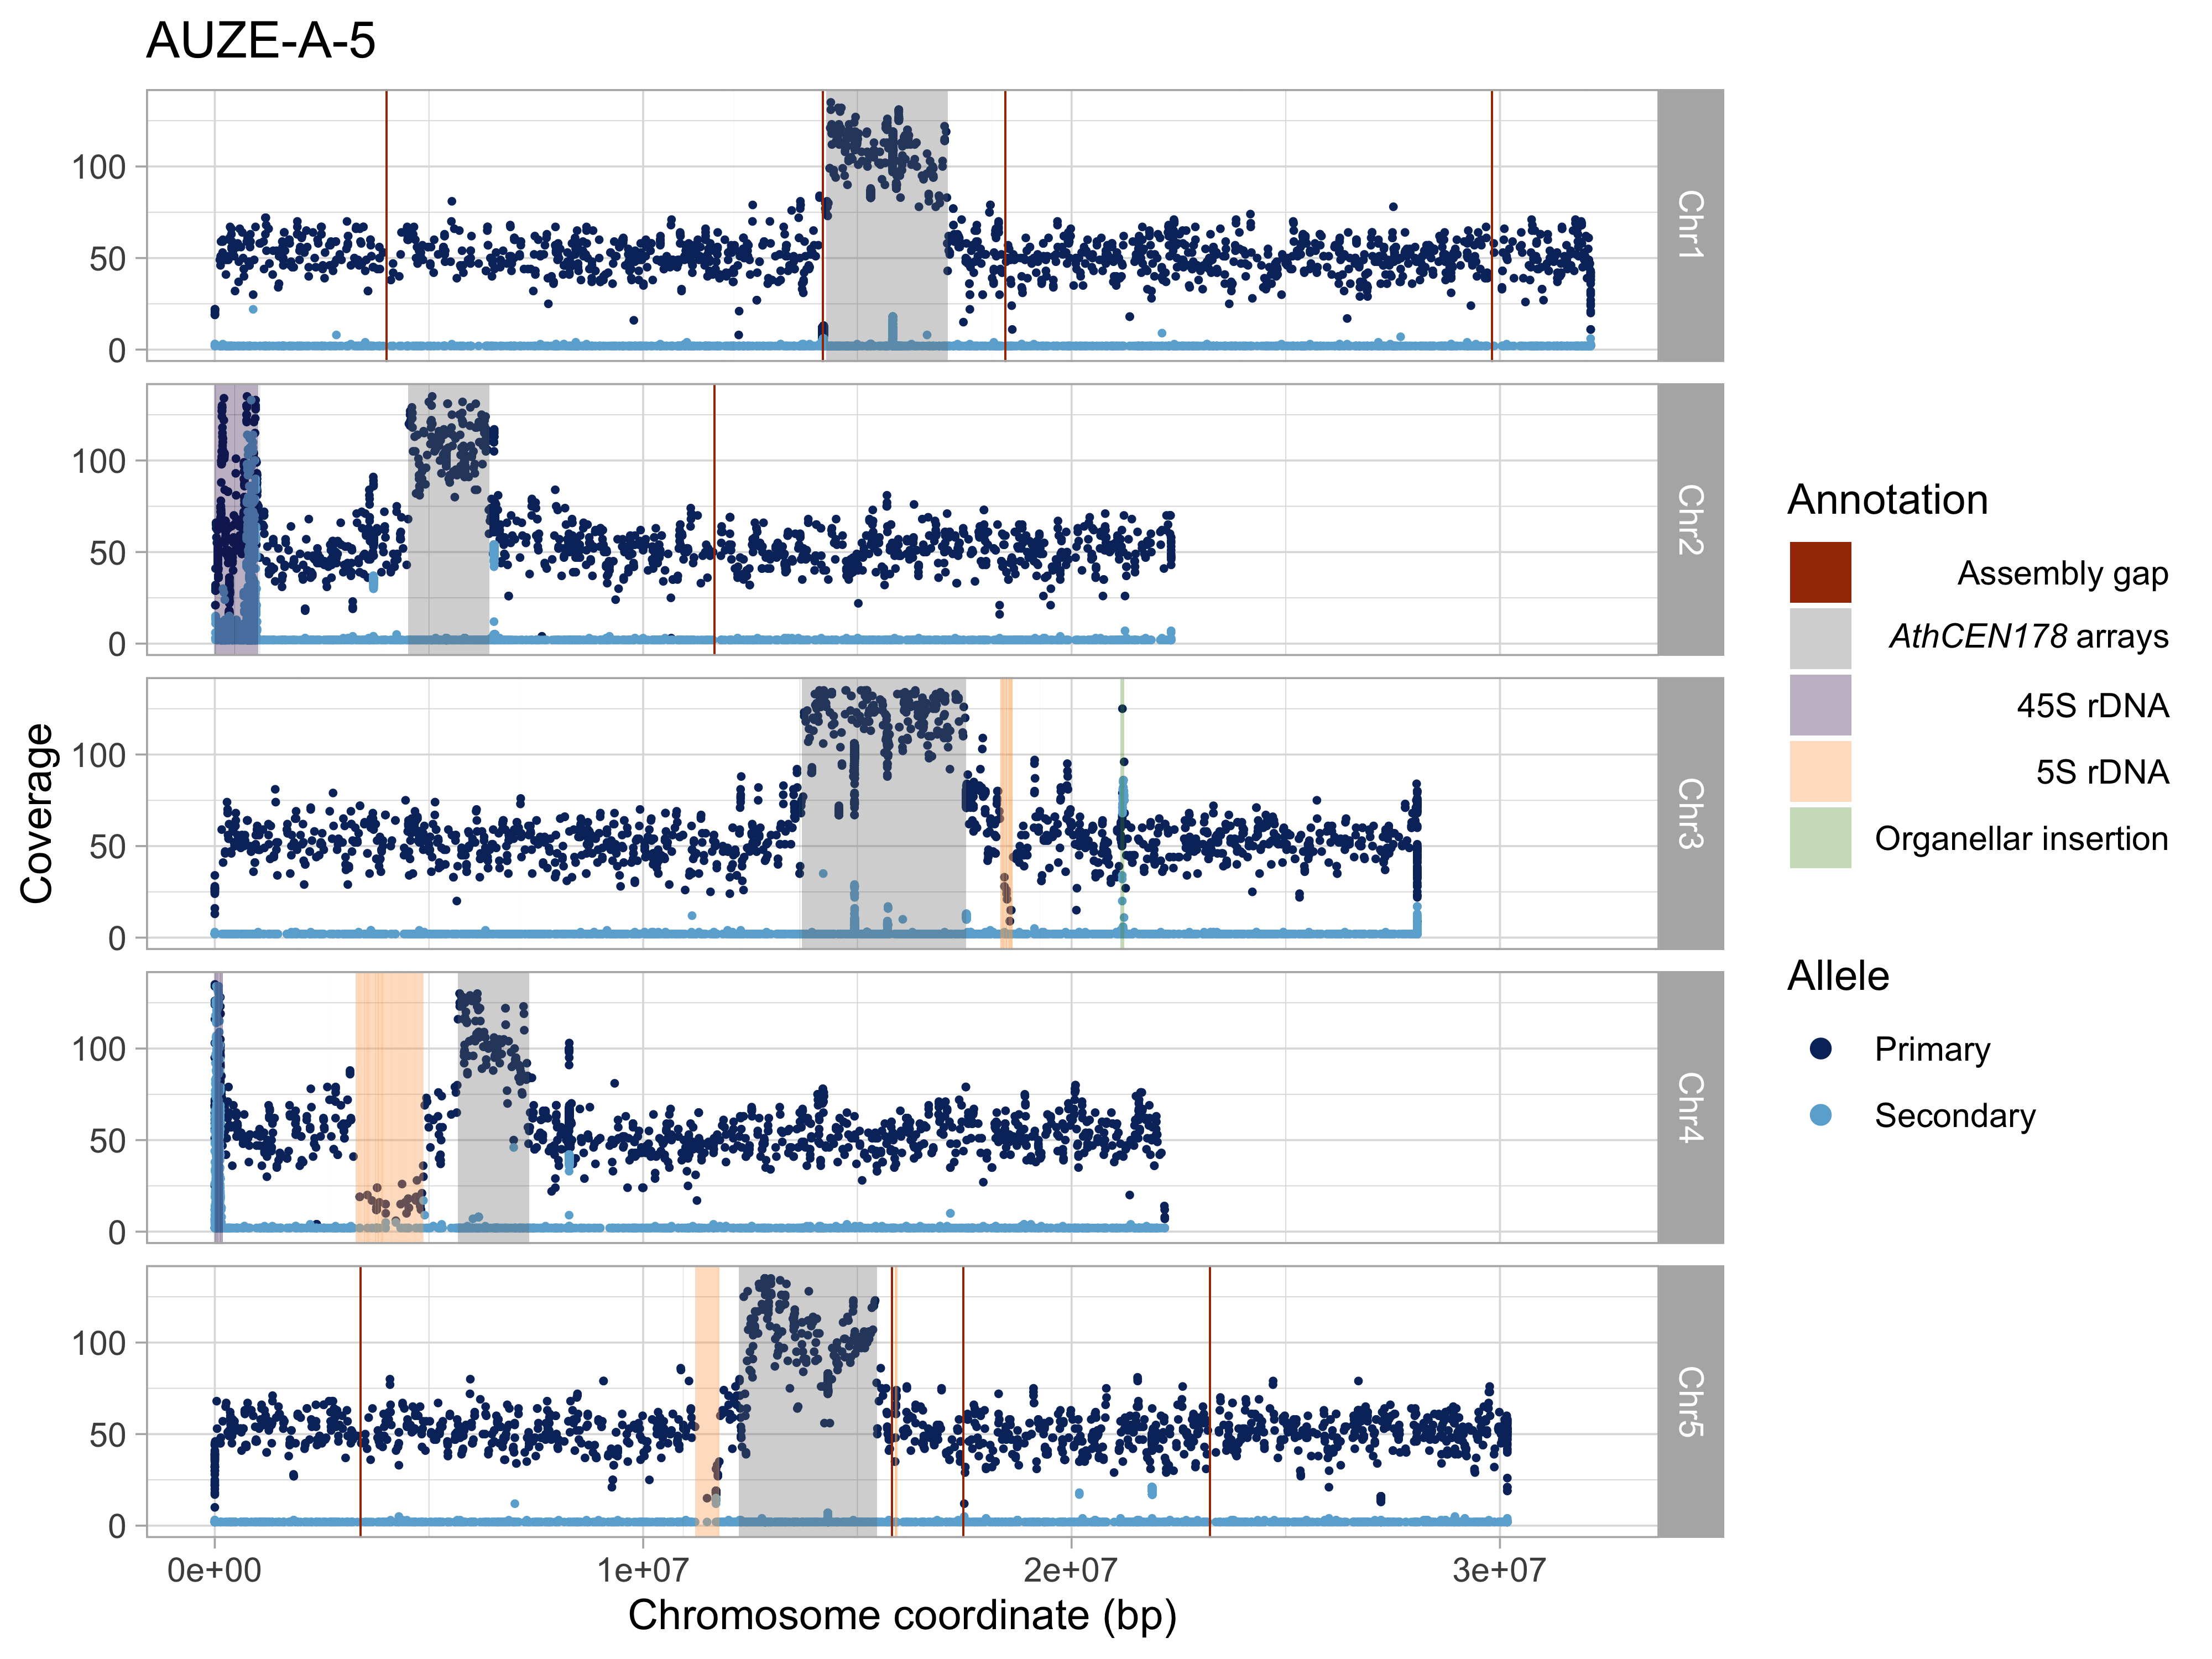 AUZE-A-5
100
50
0
Chr1
100
50
0
Chr2
100
50
0
Chr3
100
50
0
Chr4
100
50
0
Chr5
0e+00 1e+07 2e+07 3e+07
Chromosome coordinate (bp)
Coverage
Annotation
Assembly gap
AthCEN178 arrays
45S rDNA
5S rDNA
Organellar insertion
Allele
Primary
Secondary